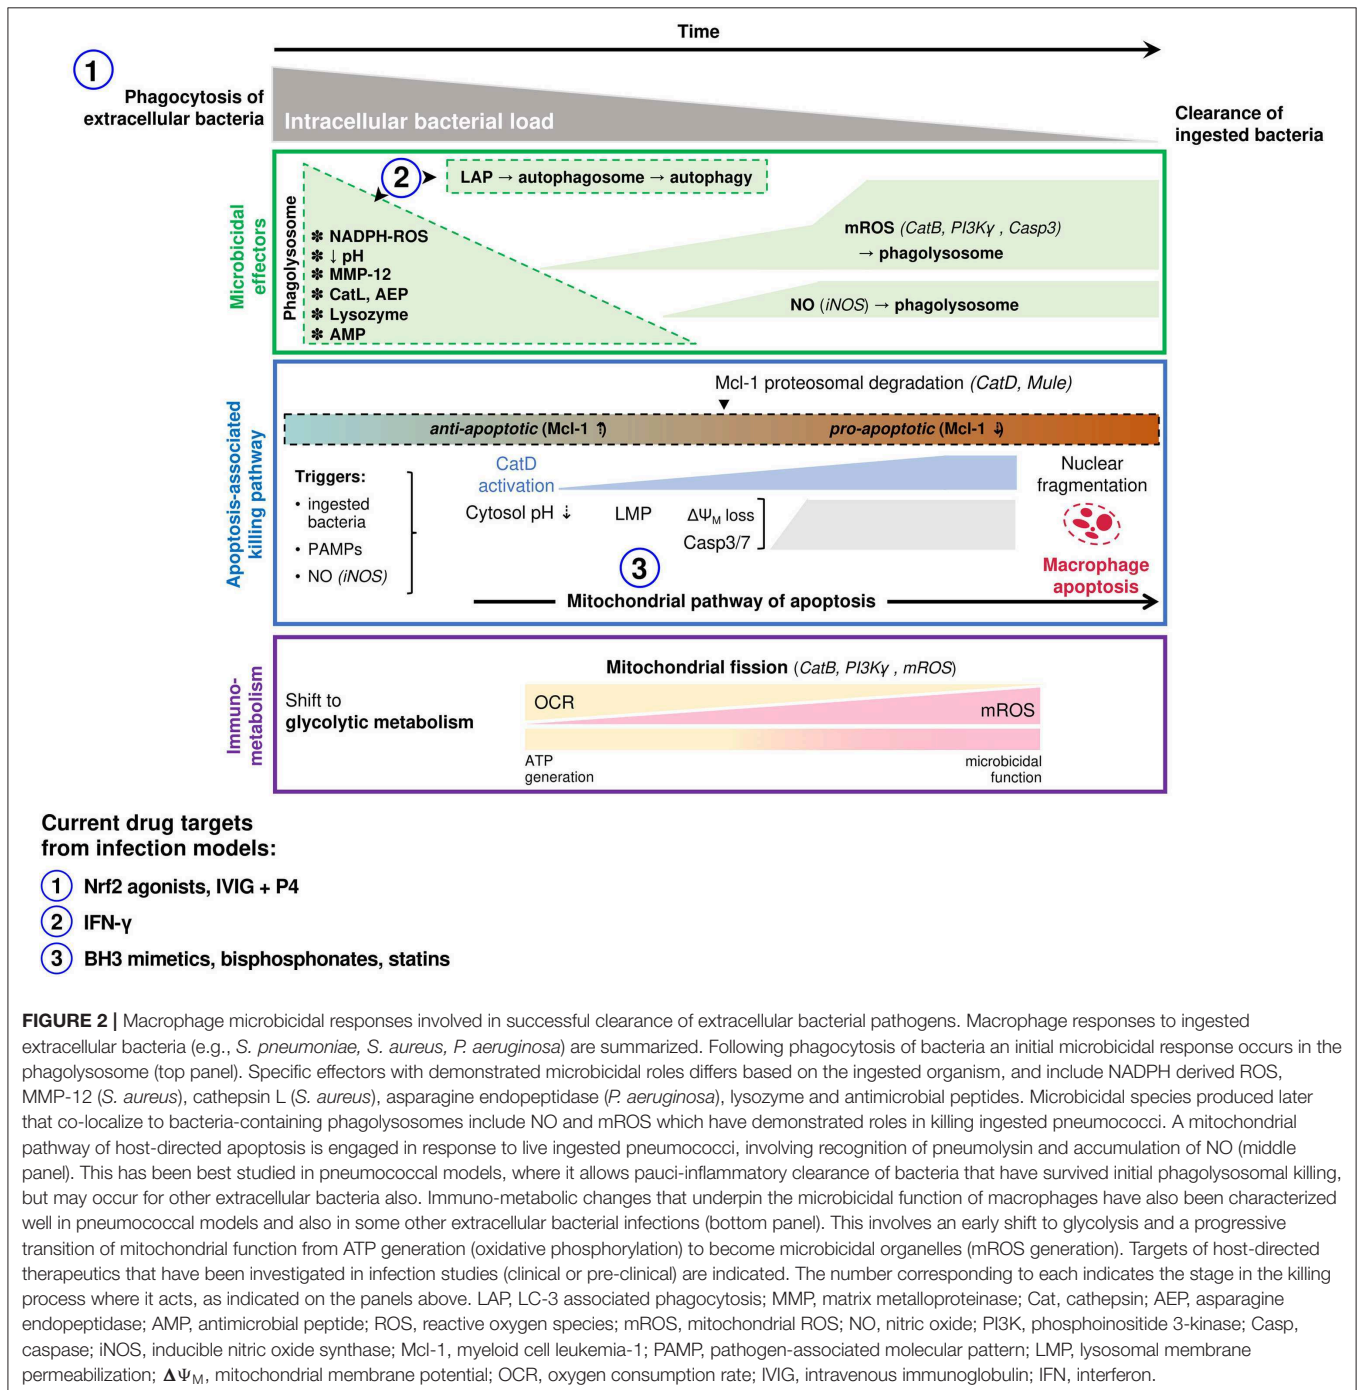 Time
1
Phagocytosis of
extracellular bacteria
Intracellular bacterial load
Clearance of
ingested bacteria
Microbicidal
effectors
Phagolysosome
2
LAP → autophagosome → autophagy
✽ NADPH-ROS
✽ ↓ pH
✽ MMP-12
✽ CatL, AEP
✽ Lysozyme
✽ AMP
mROS (CatB, PI3Kγ , Casp3)
→ phagolysosome
NO (iNOS) → phagolysosome
Apoptosis-associated
killing pathway
Mcl-1 proteosomal degradation (CatD, Mule)
anti-apoptotic (Mcl-1 ↑)
pro-apoptotic (Mcl-1 ↓)
Triggers:
• ingested
bacteria
• PAMPs
• NO (iNOS)
CatD
activation
Cytosol pH ↓
LMP
ΔΨM loss
Casp3/7
Nuclear
fragmentation
Macrophage
apoptosis
3
Mitochondrial pathway of apoptosis
Immuno-
metabolism
Mitochondrial fission (CatB, PI3Kγ , mROS)
Shift to
glycolytic metabolism
OCR
mROS
ATP
generation
microbicidal
function
Current drug targets
from infection models:
1 Nrf2 agonists, IVIG + P4
2 IFN-γ
3 BH3 mimetics, bisphosphonates, statins
FIGURE 2 | Macrophage microbicidal responses involved in successful clearance of extracellular bacterial pathogens. Macrophage responses to ingested
extracellular bacteria (e.g., S. pneumoniae, S. aureus, P. aeruginosa) are summarized. Following phagocytosis of bacteria an initial microbicidal response occurs in the
phagolysosome (top panel). Specific effectors with demonstrated microbicidal roles differs based on the ingested organism, and include NADPH derived ROS,
MMP-12 (S. aureus), cathepsin L (S. aureus), asparagine endopeptidase (P. aeruginosa), lysozyme and antimicrobial peptides. Microbicidal species produced later
that co-localize to bacteria-containing phagolysosomes include NO and mROS which have demonstrated roles in killing ingested pneumococci. A mitochondrial
pathway of host-directed apoptosis is engaged in response to live ingested pneumococci, involving recognition of pneumolysin and accumulation of NO (middle
panel). This has been best studied in pneumococcal models, where it allows pauci-inflammatory clearance of bacteria that have survived initial phagolysosomal killing,
but may occur for other extracellular bacteria also. Immuno-metabolic changes that underpin the microbicidal function of macrophages have also been characterized
well in pneumococcal models and also in some other extracellular bacterial infections (bottom panel). This involves an early shift to glycolysis and a progressive
transition of mitochondrial function from ATP generation (oxidative phosphorylation) to become microbicidal organelles (mROS generation). Targets of host-directed
therapeutics that have been investigated in infection studies (clinical or pre-clinical) are indicated. The number corresponding to each indicates the stage in the killing
process where it acts, as indicated on the panels above. LAP, LC-3 associated phagocytosis; MMP, matrix metalloproteinase; Cat, cathepsin; AEP, asparagine
endopeptidase; AMP, antimicrobial peptide; ROS, reactive oxygen species; mROS, mitochondrial ROS; NO, nitric oxide; PI3K, phosphoinositide 3-kinase; Casp,
caspase; iNOS, inducible nitric oxide synthase; Mcl-1, myeloid cell leukemia-1; PAMP, pathogen-associated molecular pattern; LMP, lysosomal membrane
permeabilization; ΔΨM, mitochondrial membrane potential; OCR, oxygen consumption rate; IVIG, intravenous immunoglobulin; IFN, interferon.